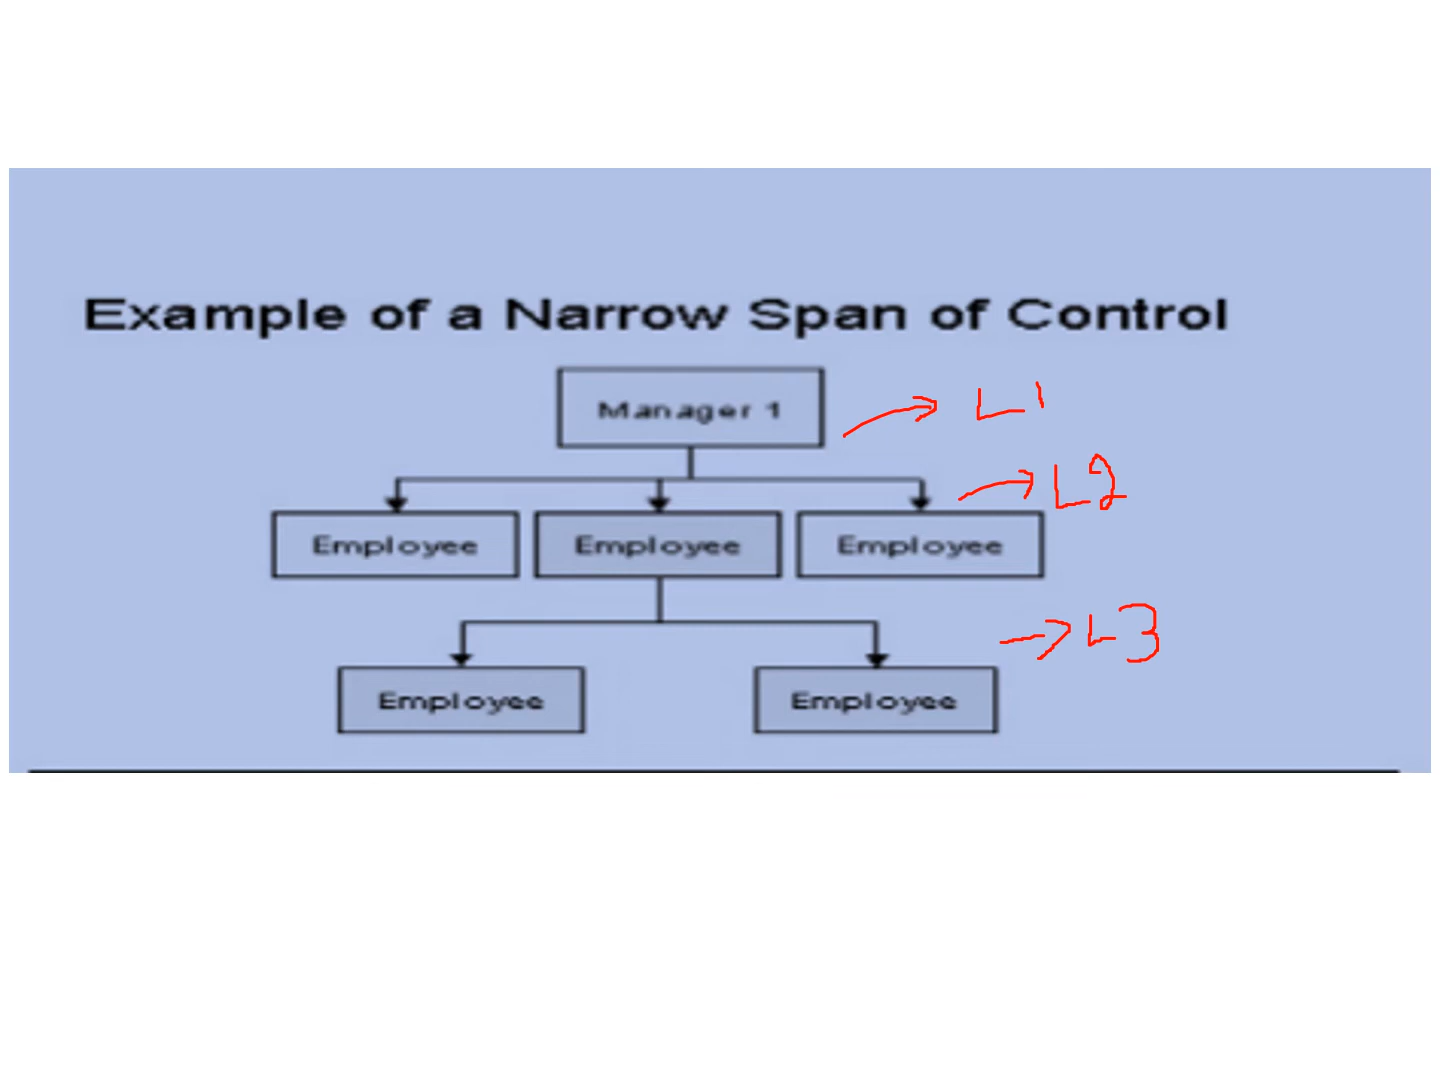 Example of a Narrow Span of Control
Manager 1
L1
L2
Employee Employee Employee
L3
Employee Employee